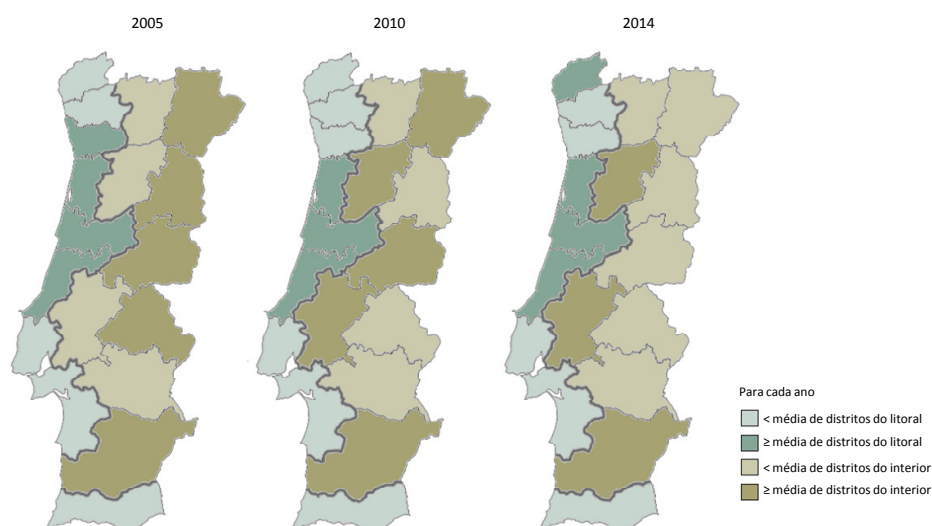 2005 2010 2014
Para cada ano
< média de distritos do litoral
≥ média de distritos do litoral
< média de distritos do interior
≥ média de distritos do interior